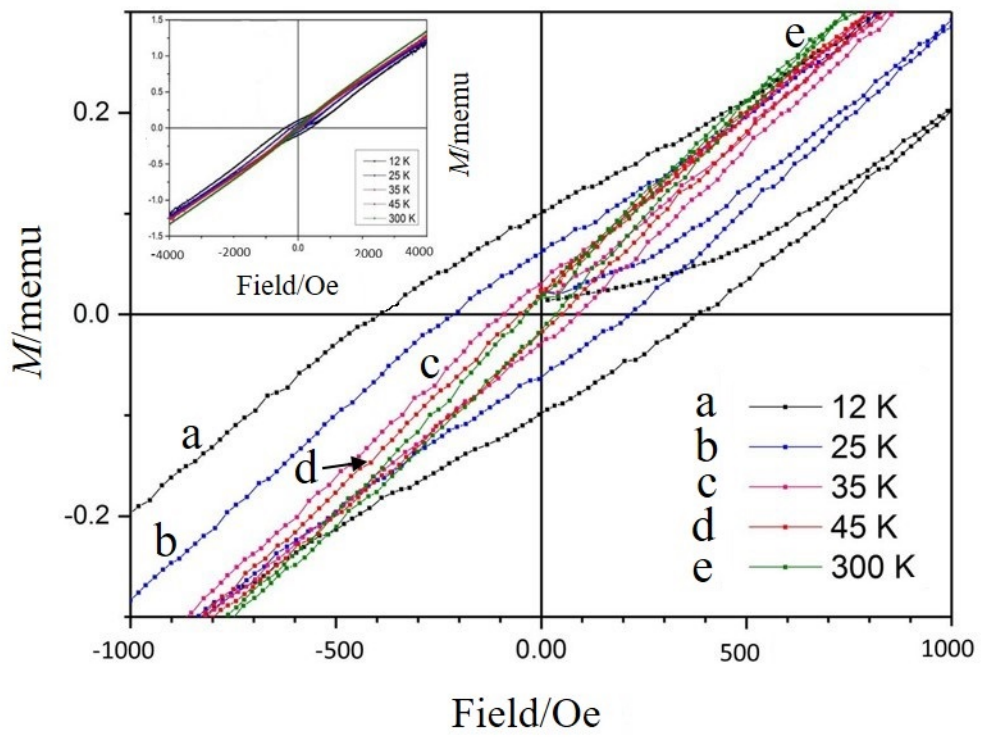 1.5
1.0
0.5
0.0
-0.5
-1.0
-1.5
-4000 -2000 0.0 2000 4000
Field/Oe
M/memu
12 K
25 K
35 K
45 K
300 K
e
0.2
0.0
-0.2
M/memu
a
b
c
d
a 12 K
b 25 K
c 35 K
d 45 K
e 300 K
-1000 -500 0.00 500 1000
Field/Oe